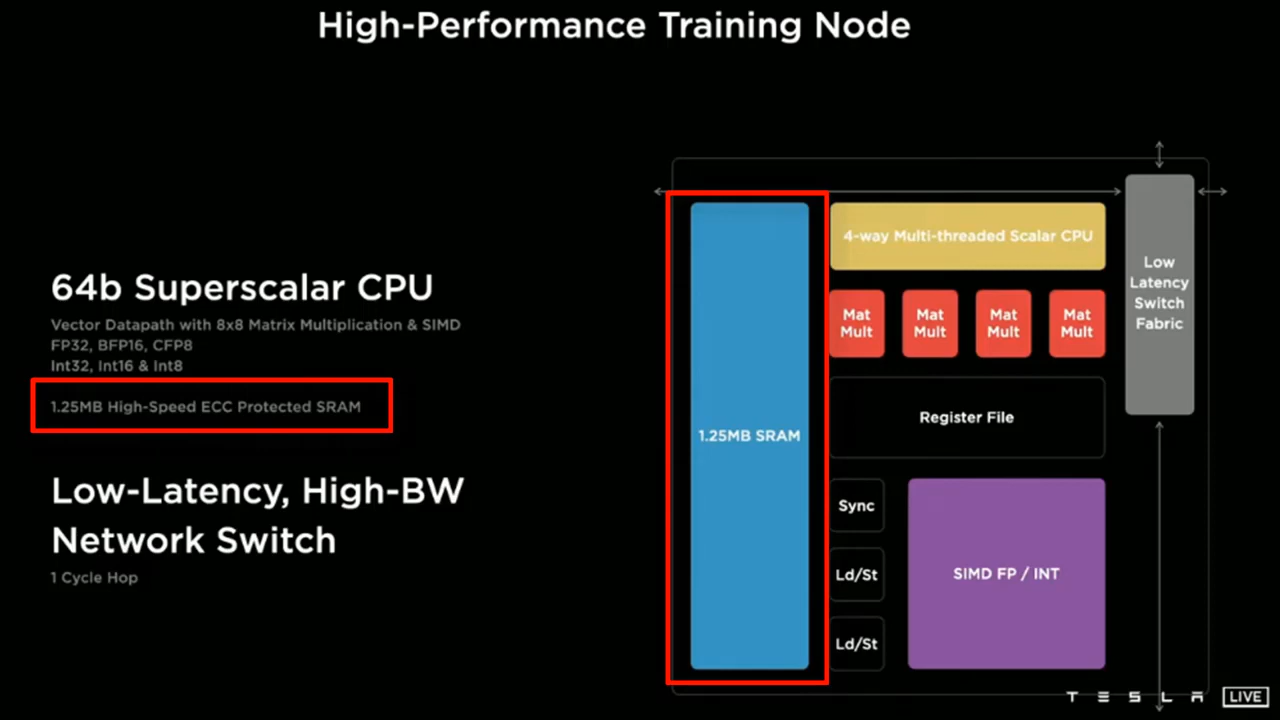 High-Performance Training Node
64b Superscalar CPU
Vector Datapath with 8x8 Matrix Multiplication & SIMD
FP32, BFP16, CFP8
Int32, Int16 & Int8
1.25MB High-Speed ECC Protected SRAM
Low-Latency, High-BW
Network Switch
1 Cycle Hop
1.25MB SRAM
4-way Multi-threaded Scalar CPU
Mat
Mult
Mat
Mult
Mat
Mult
Mat
Mult
Register File
Sync
Ld/St
Ld/St
SIMD FP / INT
Low
Latency
Switch
Fabric
TESLA LIVE